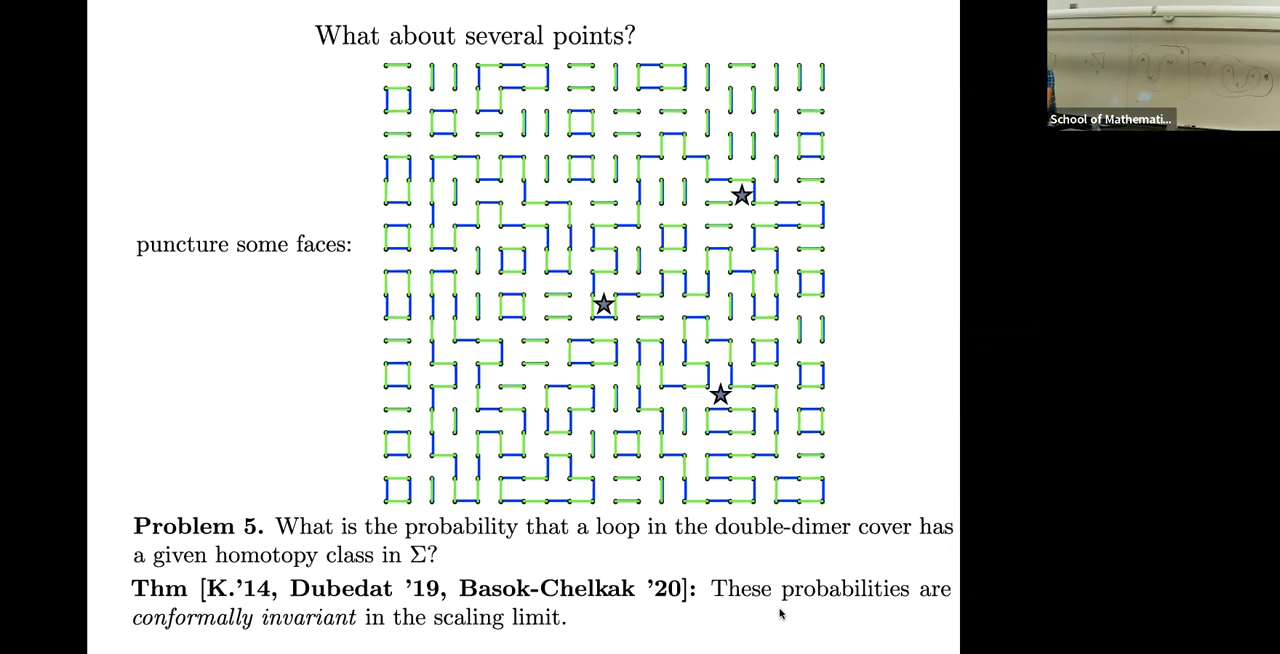 What about several points?
puncture some faces:
School of Mathemati...
Problem 5. What is the probability that a loop in the double-dimer cover has
a given homotopy class in Σ?
Thm [K.'14, Dubedat '19, Basok-Chelkak '20]: These probabilities are
conformally invariant in the scaling limit.